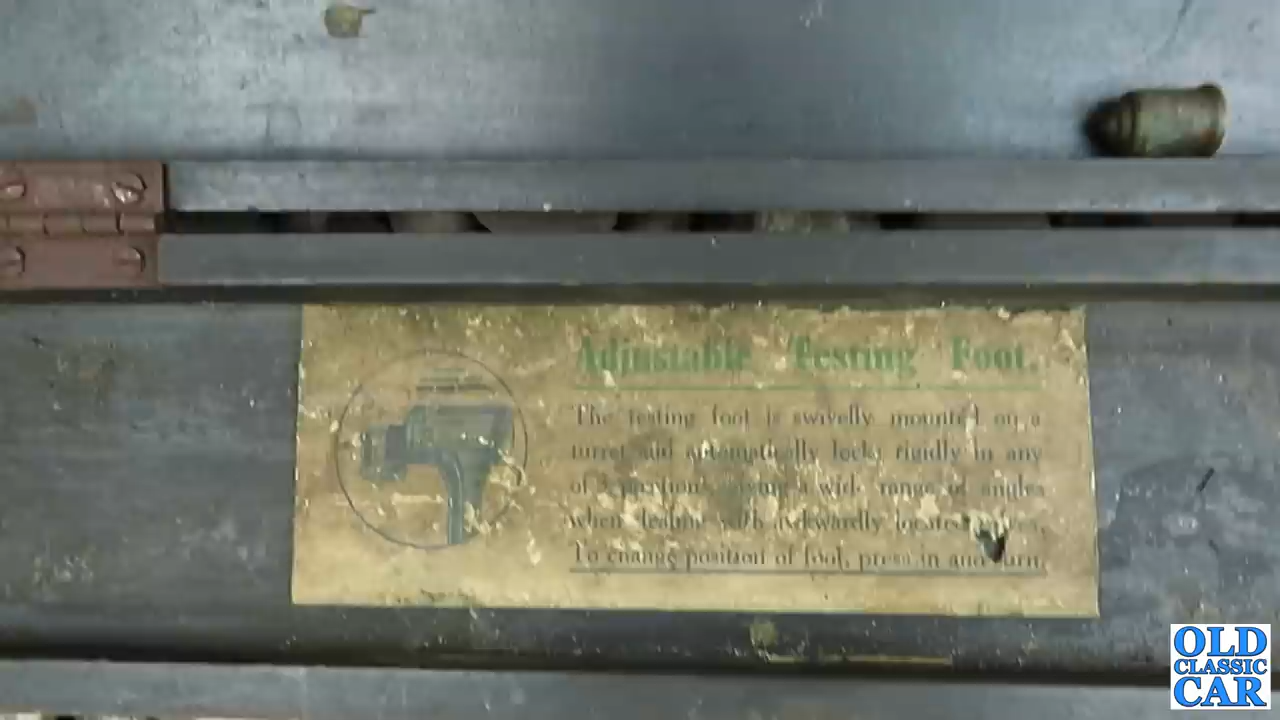 Adjustable Testing Foot.
The testing foot is swivelly mounted on a
turret and automatically locks rigidly in any
of 3 positions giving a wide range of angles
when dealing with awkwardly located
To change position of foot, press in and turn.
OLD
CLASSIC
CAR